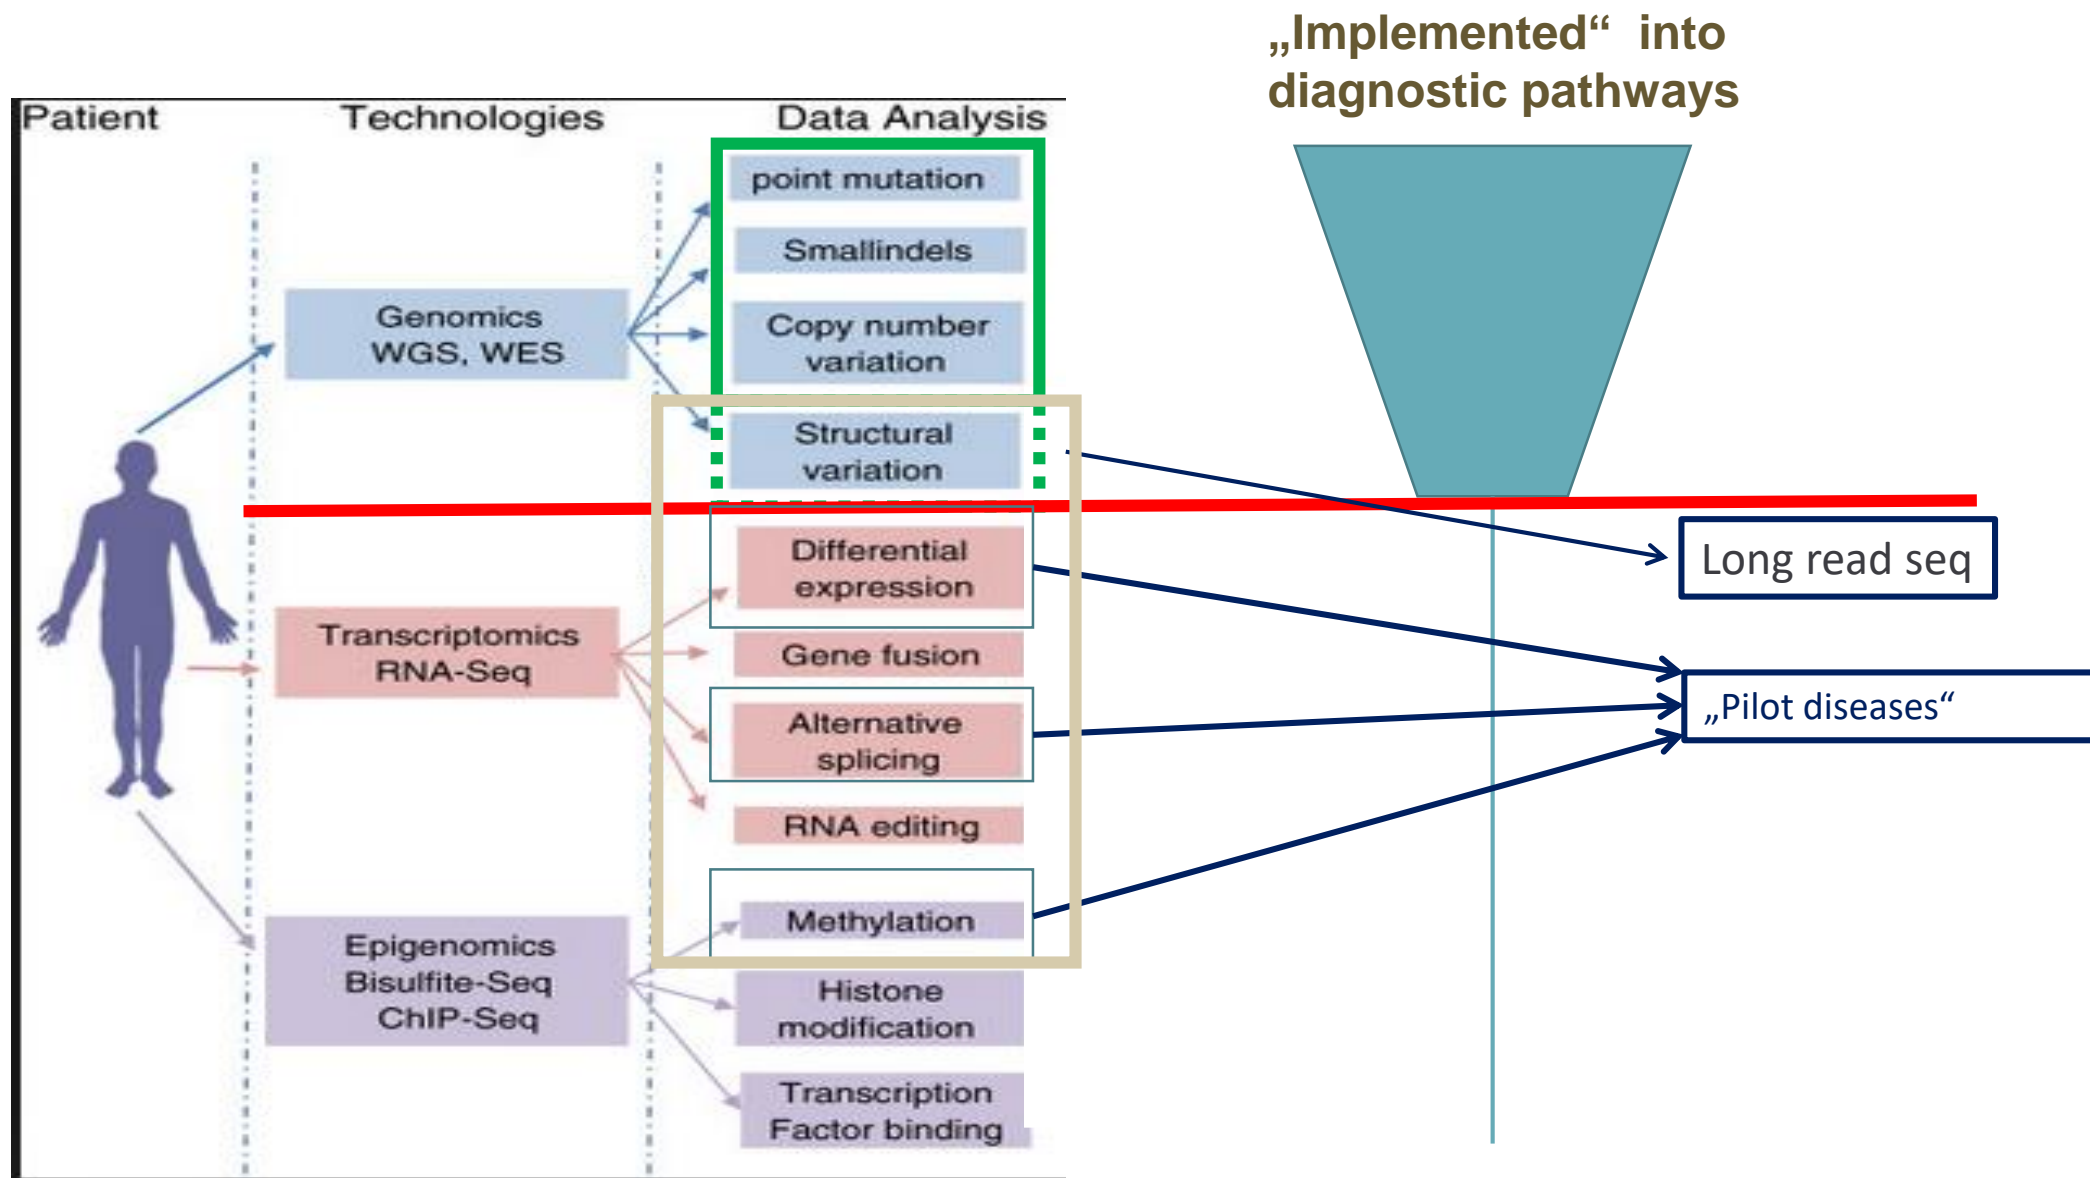 „Implemented“ into
diagnostic pathways
Patient
Technologies
Data Analysis
point mutation
Smallindels
Copy number
variation
Structural
variation
Genomics
WGS, WES
Differential
expression
Gene fusion
Alternative
splicing
RNA editing
Transcriptomics
RNA-Seq
Methylation
Histone
modification
Transcription
Factor binding
Epigenomics
Bisulfite-Seq
ChIP-Seq
Long read seq
„Pilot diseases“